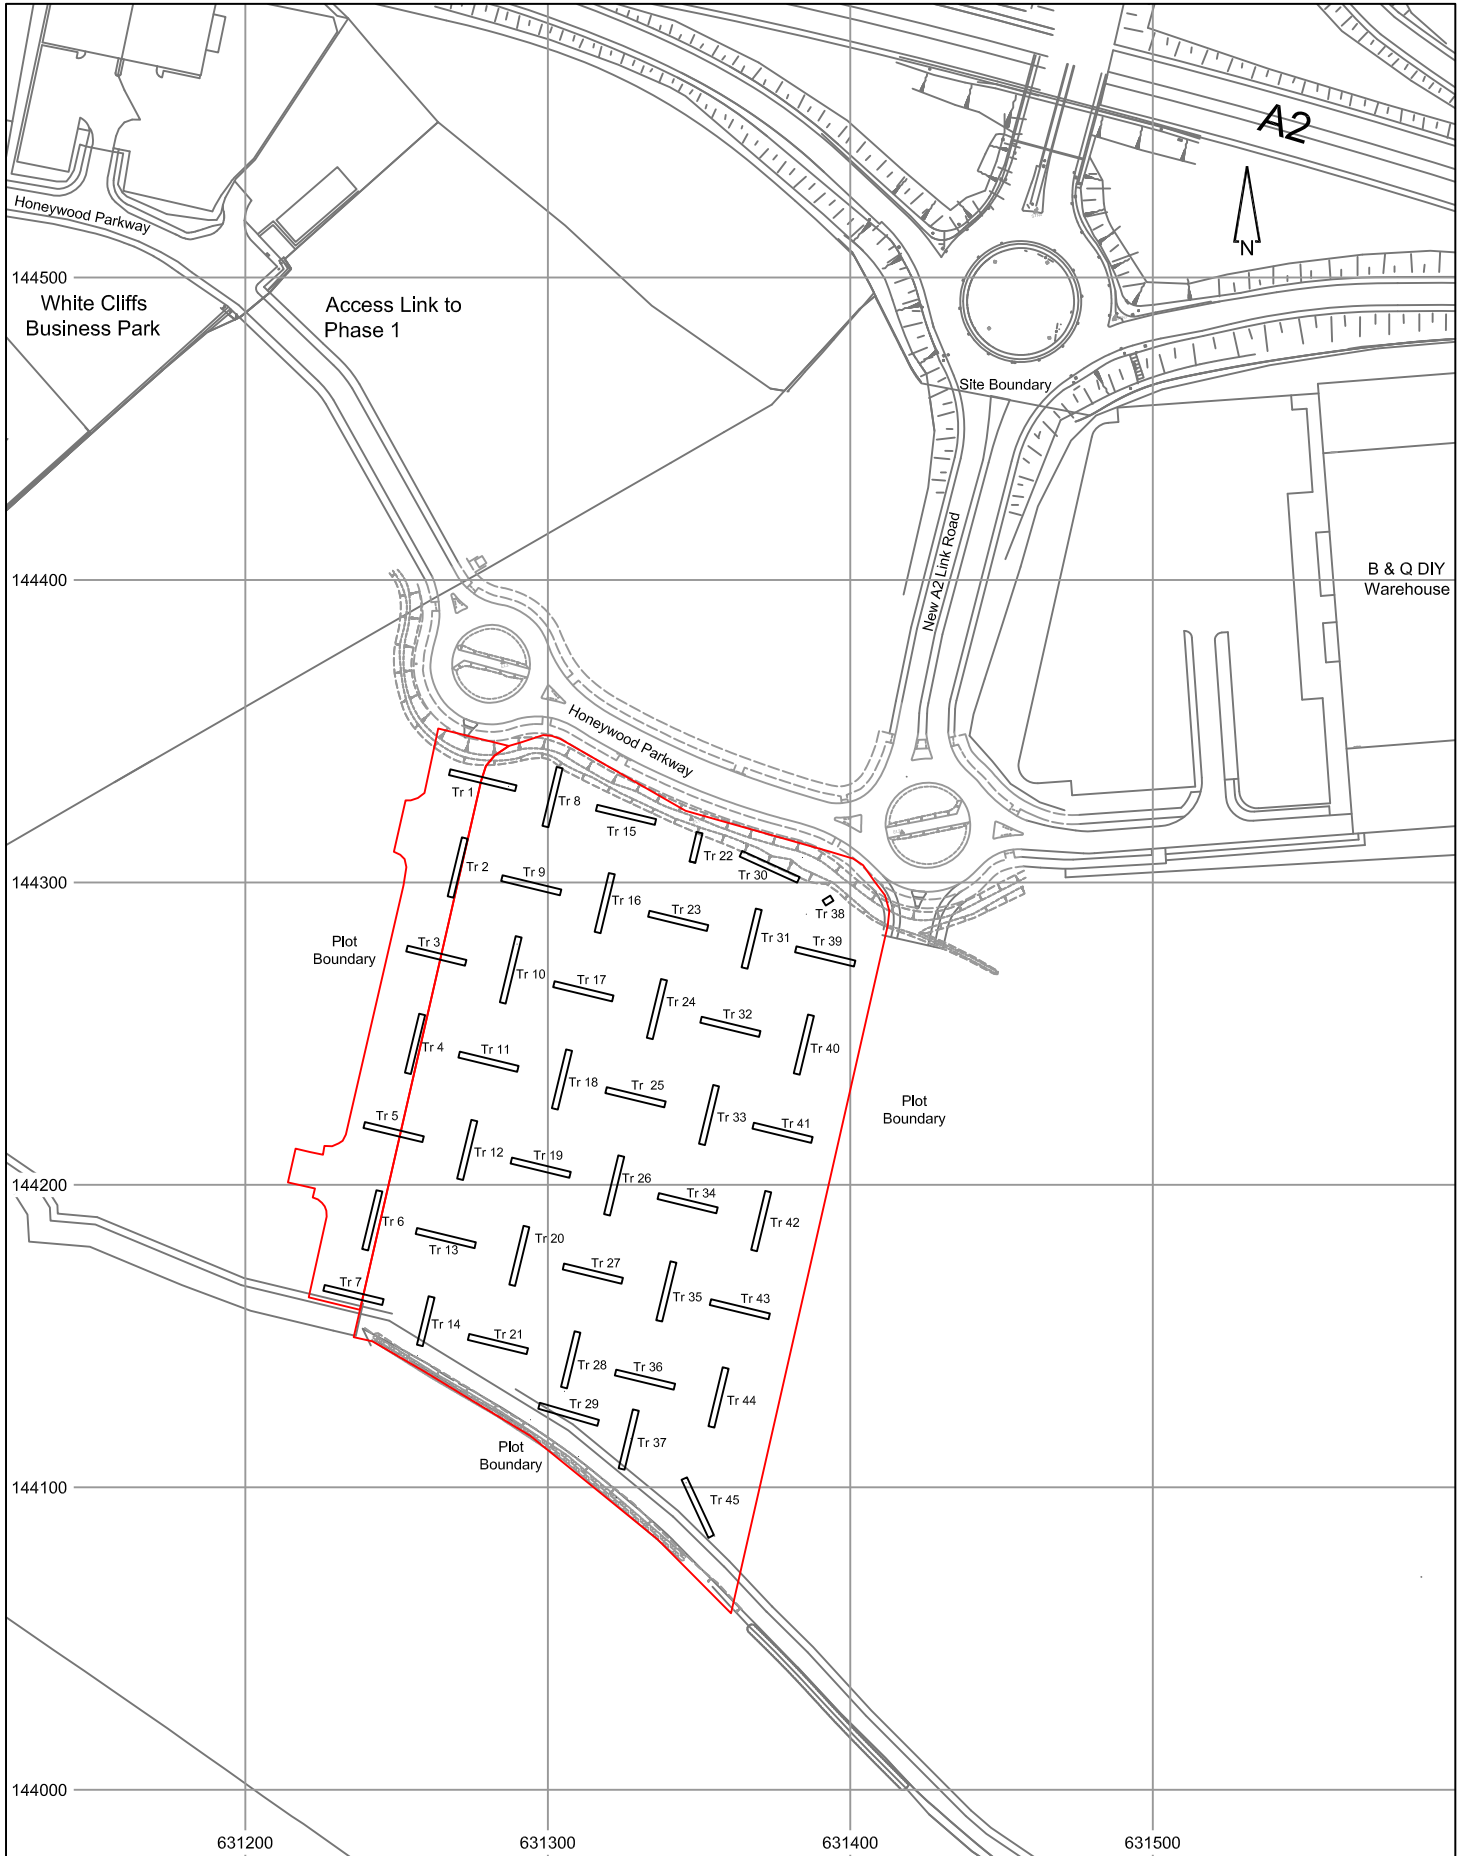 A2
Honeywood Parkway
N
144500
White Cliffs
Business Park
Access Link to
Phase 1
Site Boundary
New A2 Link Road
144400
B & Q DIY
Warehouse
Honeywood Parkway
Tr 1
Tr 8
Tr 15
Tr 22
Tr 30
Tr 2
Tr 9
144300
Tr 16
Tr 23
Tr 38
Tr 31
Tr 39
Plot
Boundary
Tr 3
Tr 10
Tr 17
Tr 24
Tr 32
Tr 4
Tr 11
Tr 40
Tr 18
Tr 25
Plot
Boundary
Tr 5
Tr 33
Tr 41
Tr 12
Tr 19
Tr 26
144200
Tr 34
Tr 6
Tr 42
Tr 13
Tr 20
Tr 27
Tr 7
Tr 35
Tr 43
Tr 14
Tr 21
Tr 28
Tr 36
Tr 29
Tr 44
Tr 37
Plot
Boundary
144100
Tr 45
144000
631200
631300
631400
631500